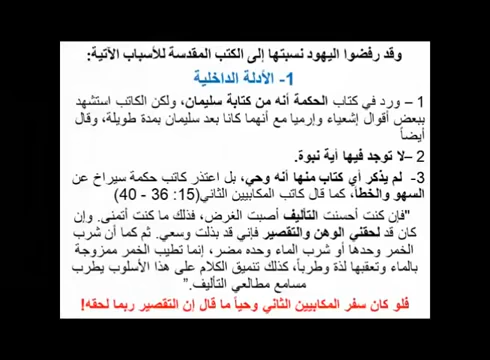 وقد رفضوا اليهود نسبتها إلى الكتب المقدسة للأسباب الآتية:
1- الأدلة الداخلية
1 – ورد في كتاب الحكمة أنه من كتابة سليمان، ولكن الكاتب استشهد
ببعض أقوال إشعياء وإرميا مع أنهما كانا بعد سليمان بمدة طويلة، وقال
أيضاً
2 –لا توجد فيها أية نبوة.
3- لم يذكر أي كتاب منها أنه وحي، بل اعتذر كاتب حكمة سيراخ عن
السهو والخطأ، كما قال كاتب المكابيين الثاني(15: 36 - 40)
"فإن كنت أحسنت التأليف أصبت الغرض، فذلك ما كنت أتمنى. وإن
كان قد لحقني الوهن والتقصير فإني قد بذلت وسعي. ثم كما أن شرب
الخمر وحدها أو شرب الماء وحده مضر، إنما تطيب الخمر ممزوجة
بالماء وتعقبها لذة وطرباً، كذلك تنميق الكلام على هذا الأسلوب يطرب
مسامع مطالعي التأليف."
فلو كان سفر المكابيين الثاني وحياً ما قال إن التقصير ربما لحقه!